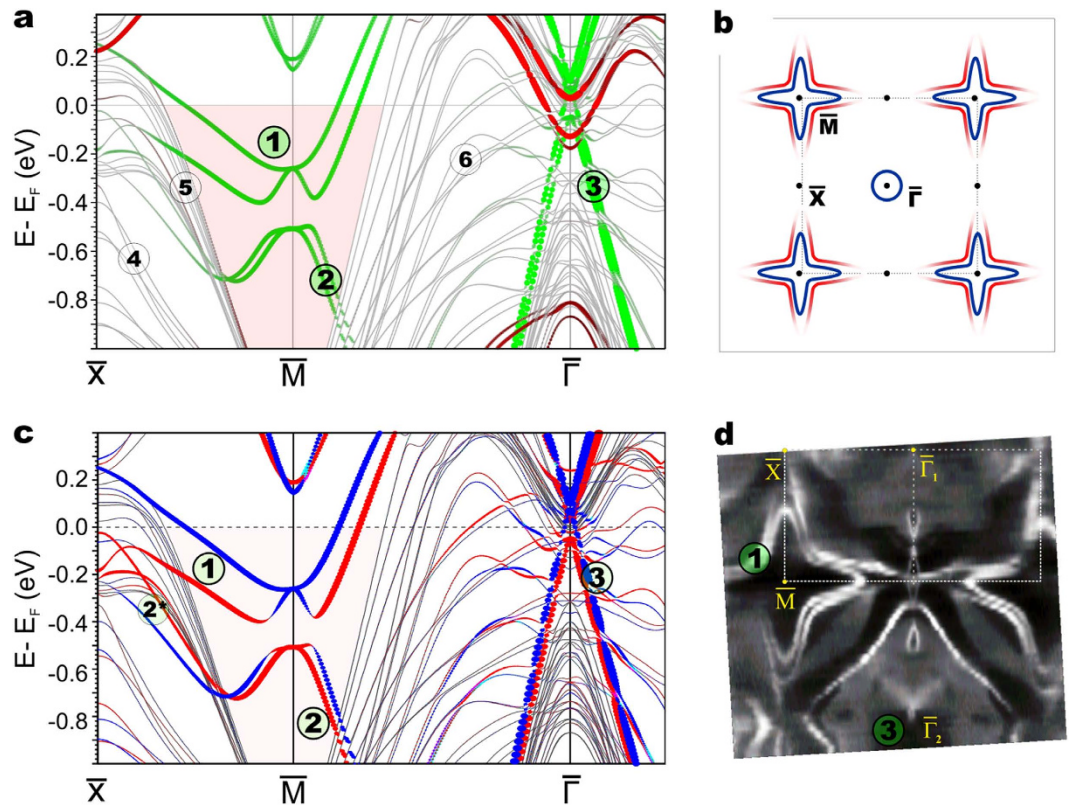 a
E- E_F (eV)
0.2
0.0
-0.2
-0.4
-0.6
-0.8
1
2
3
4
5
6
X̅
M̅
Γ̅
b
M̅
X̅
Γ̅
c
E- E_F (eV)
0.2
0.0
-0.2
-0.4
-0.6
-0.8
1
2*
2
3
X̅
M̅
Γ̅
d
X̅
Γ̅₁
1
M̅
3
Γ̅₂